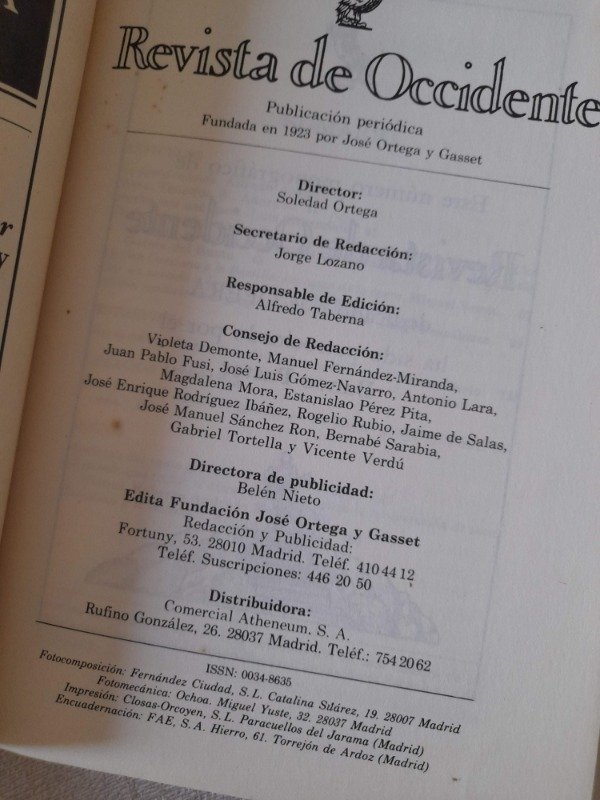 Revista de Occidente
Publicación periódica
Fundada en 1923 por José Ortega y Gasset
Director:
Soledad Ortega
Secretario de Redacción:
Jorge Lozano
Responsable de Edición:
Alfredo Taberna
Consejo de Redacción:
Violeta Demonte, Manuel Fernández-Miranda,
Juan Pablo Fusi, José Luis Gómez-Navarro, Antonio Lara,
Magdalena Mora, Estanislao Pérez Pita,
José Enrique Rodríguez Ibáñez, Rogelio Rubio, Jaime de Salas,
José Manuel Sánchez Ron, Bernabé Sarabia,
Gabriel Tortella y Vicente Verdú
Directora de publicidad:
Belén Nieto
Edita Fundación José Ortega y Gasset
Redacción y Publicidad:
Fortuny, 53. 28010 Madrid. Teléf. 410 44 12
Teléf. Suscripciones: 446 20 50
Distribuidora:
Comercial Atheneum, S. A.
Rufino González, 26. 28037 Madrid. Teléf.: 754 20 62
ISSN: 0034-8635
Fotocomposición: Fernández Ciudad, S. L. Catalina Suárez, 19. 28007 Madrid
Fotomecánica: Ochoa. Miguel Yuste, 32. 28037 Madrid
Impresión: Closas-Orcoyen, S. L. Paracuellos del Jarama (Madrid)
Encuadernación: FAE, S. A. Hierro, 61. Torrejón de Ardoz (Madrid)